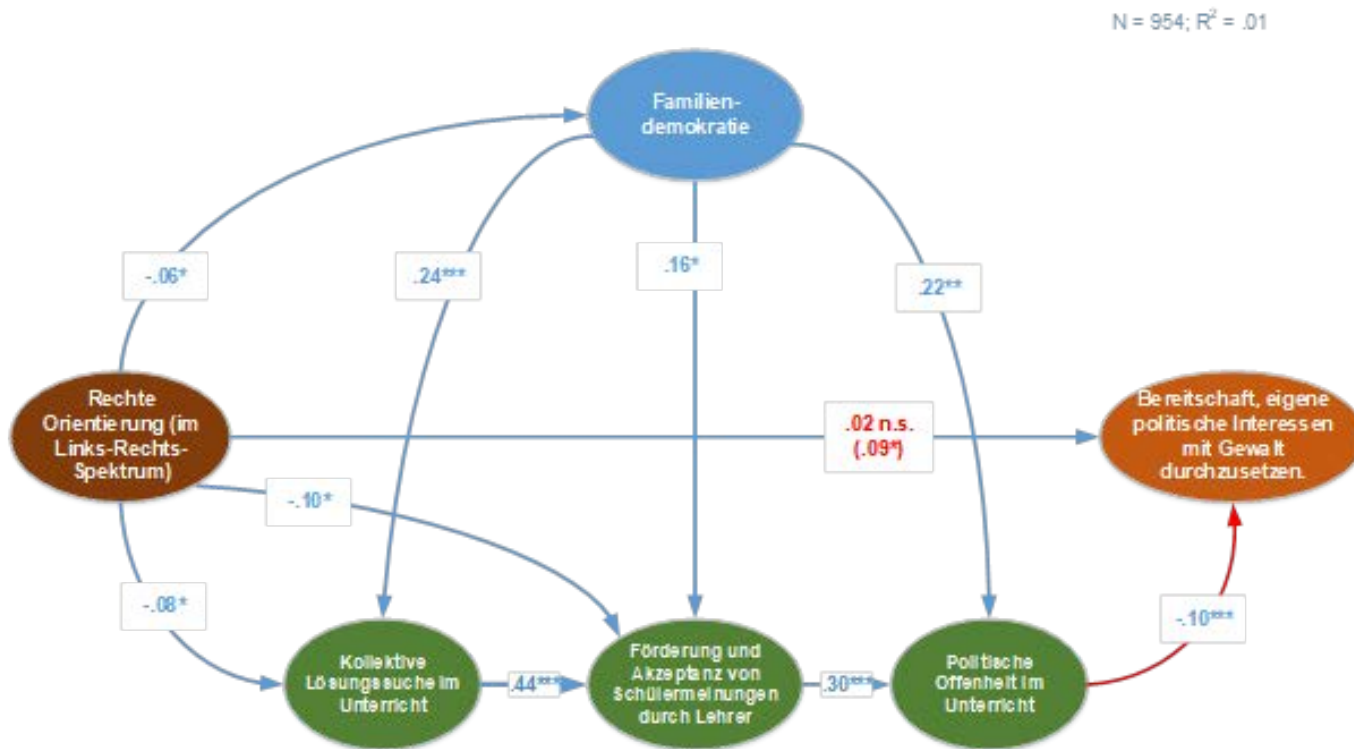 N = 954; R² = .01
Familien-
demokratie
-.06*
.24***
.16*
.22**
Rechte
Orientierung (im
Links-Rechts-
Spektrum)
.02 n.s.
(.09*)
Bereitschaft, eigene
politische Interessen
mit Gewalt
durchzusetzen.
-.10*
-.08*
-.10***
Kollektive
Lösungssuche im
Unterricht
.44***
Förderung und
Akzeptanz von
Schülermeinungen
durch Lehrer
.30***
Politische
Offenheit im
Unterricht